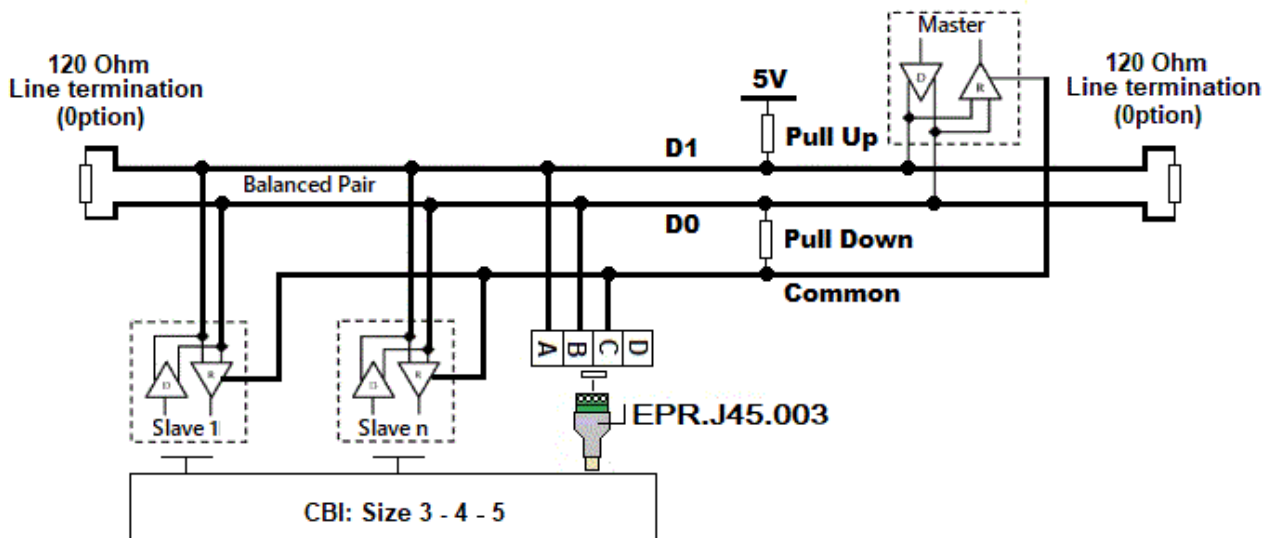 Master
120 Ohm
Line termination
(0ption)
120 Ohm
Line termination
(0ption)
5V
D
R
Pull Up
D1
Balanced Pair
D0
Pull Down
Common
A B C D
D
R
D
R
Slave 1
Slave n
EPR.J45.003
CBI: Size 3 - 4 - 5